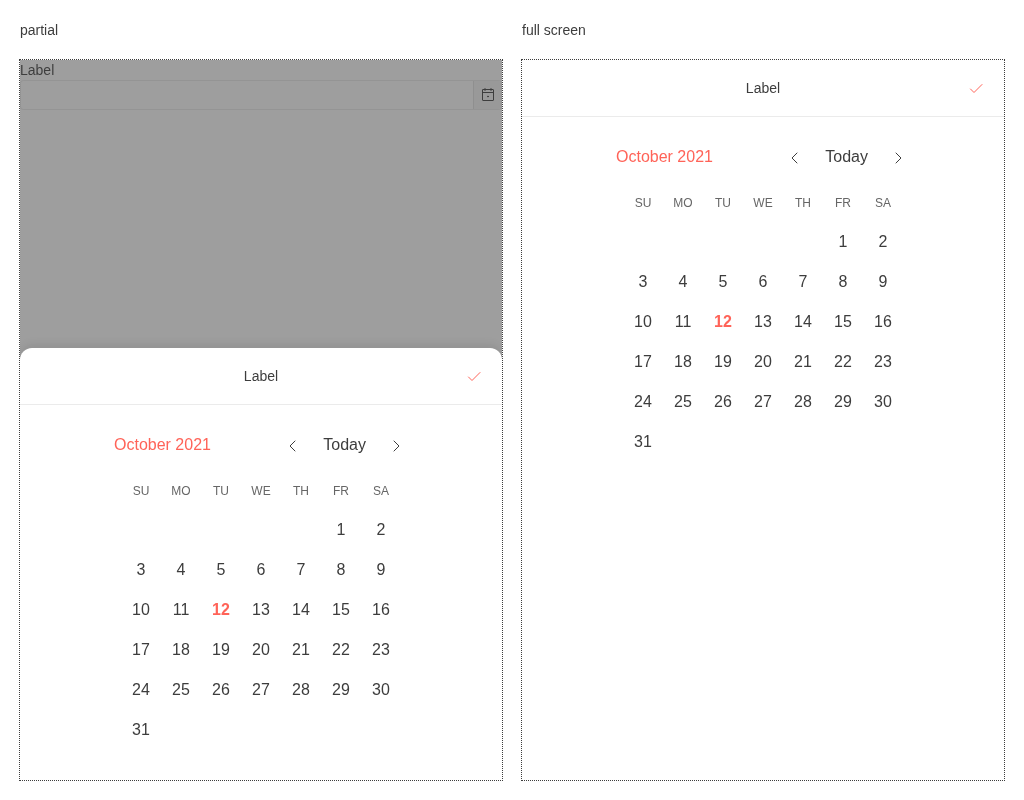 partial
Label
Label
October 2021 Today
SU MO TU WE TH FR SA
1 2
3 4 5 6 7 8 9
10 11 12 13 14 15 16
17 18 19 20 21 22 23
24 25 26 27 28 29 30
31
full screen
Label
October 2021 Today
SU MO TU WE TH FR SA
1 2
3 4 5 6 7 8 9
10 11 12 13 14 15 16
17 18 19 20 21 22 23
24 25 26 27 28 29 30
31